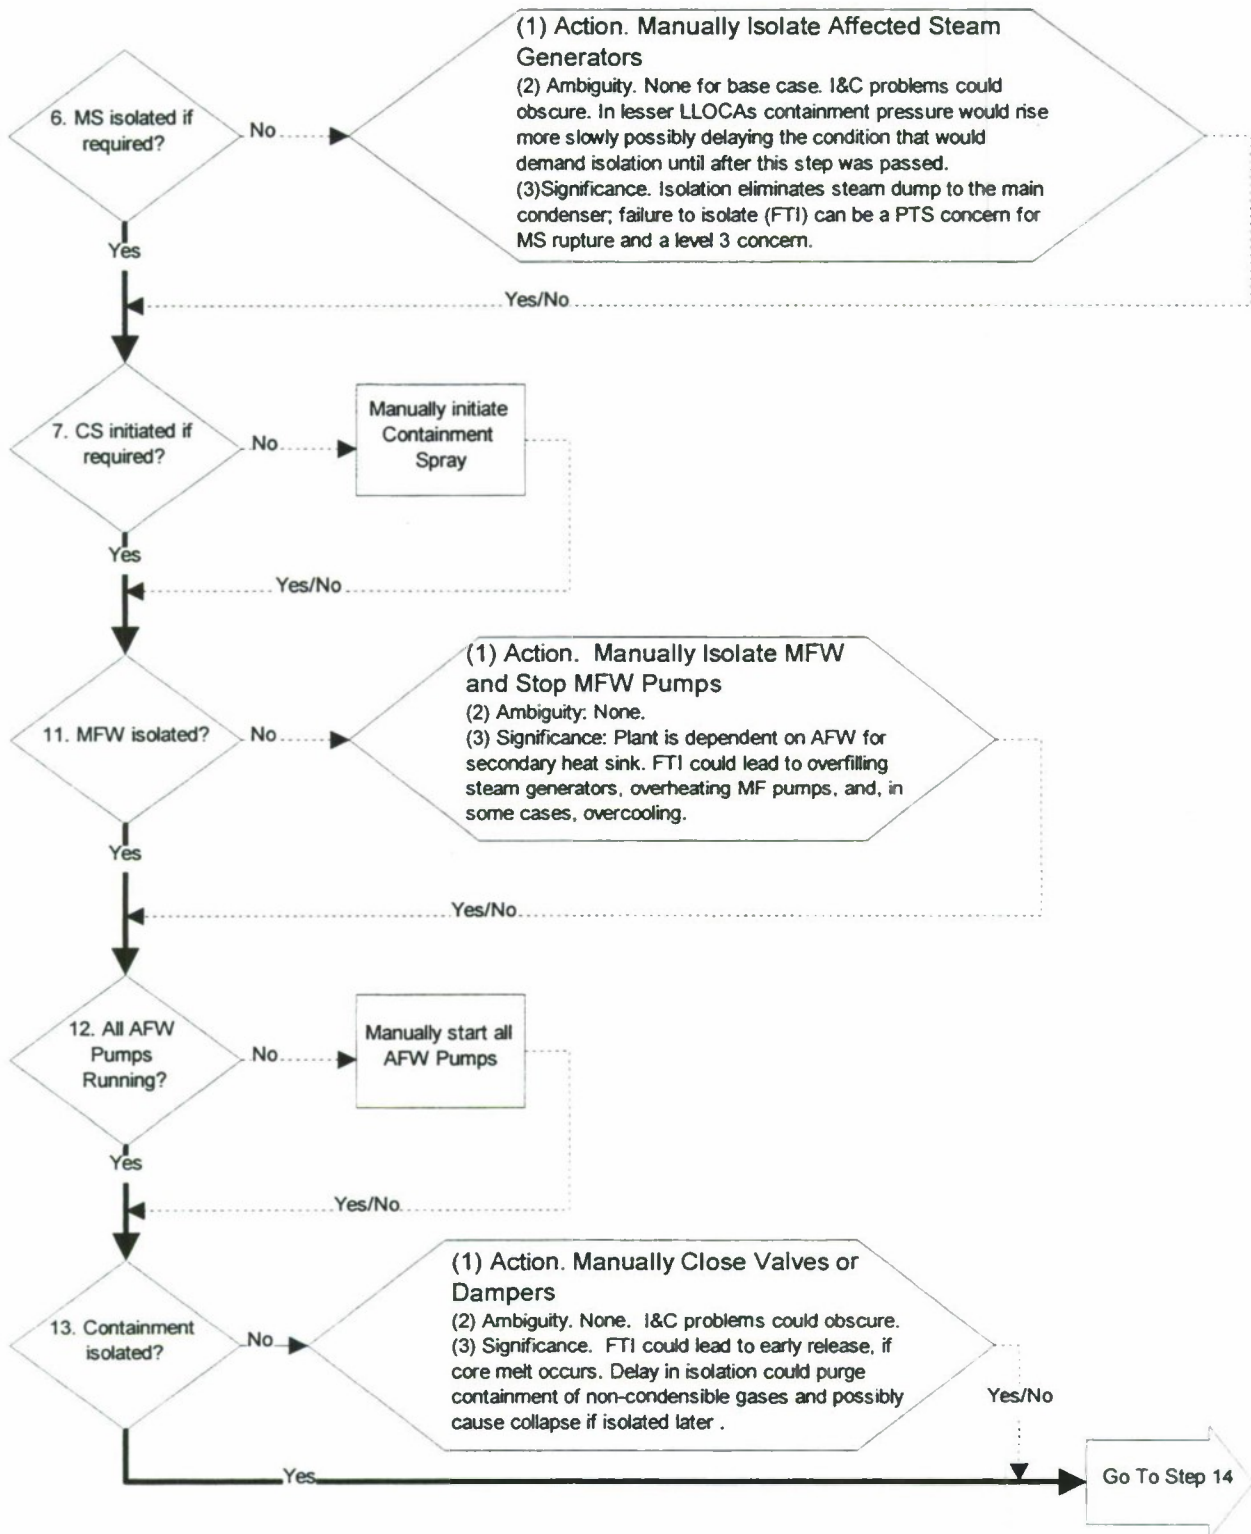 (1) Action. Manually Isolate Affected Steam
Generators
(2) Ambiguity. None for base case. I&C problems could
obscure. In lesser LLOCAs containment pressure would rise
more slowly possibly delaying the condition that would
demand isolation until after this step was passed.
(3)Significance. Isolation eliminates steam dump to the main
condenser; failure to isolate (FTI) can be a PTS concern for
MS rupture and a level 3 concern.
6. MS isolated if
required?
No
Yes
Yes/No
7. CS initiated if
required?
No
Manually initiate
Containment
Spray
Yes
Yes/No
(1) Action. Manually Isolate MFW
and Stop MFW Pumps
(2) Ambiguity: None.
(3) Significance: Plant is dependent on AFW for
secondary heat sink. FTI could lead to overfilling
steam generators, overheating MF pumps, and, in
some cases, overcooling.
11. MFW isolated?
No
Yes
Yes/No
12. All AFW
Pumps
Running?
No
Manually start all
AFW Pumps
Yes
Yes/No
(1) Action. Manually Close Valves or
Dampers
(2) Ambiguity. None. I&C problems could obscure.
(3) Significance. FTI could lead to early release, if
core melt occurs. Delay in isolation could purge
containment of non-condensible gases and possibly
cause collapse if isolated later .
13. Containment
isolated?
No
Yes/No
Yes
Go To Step 14